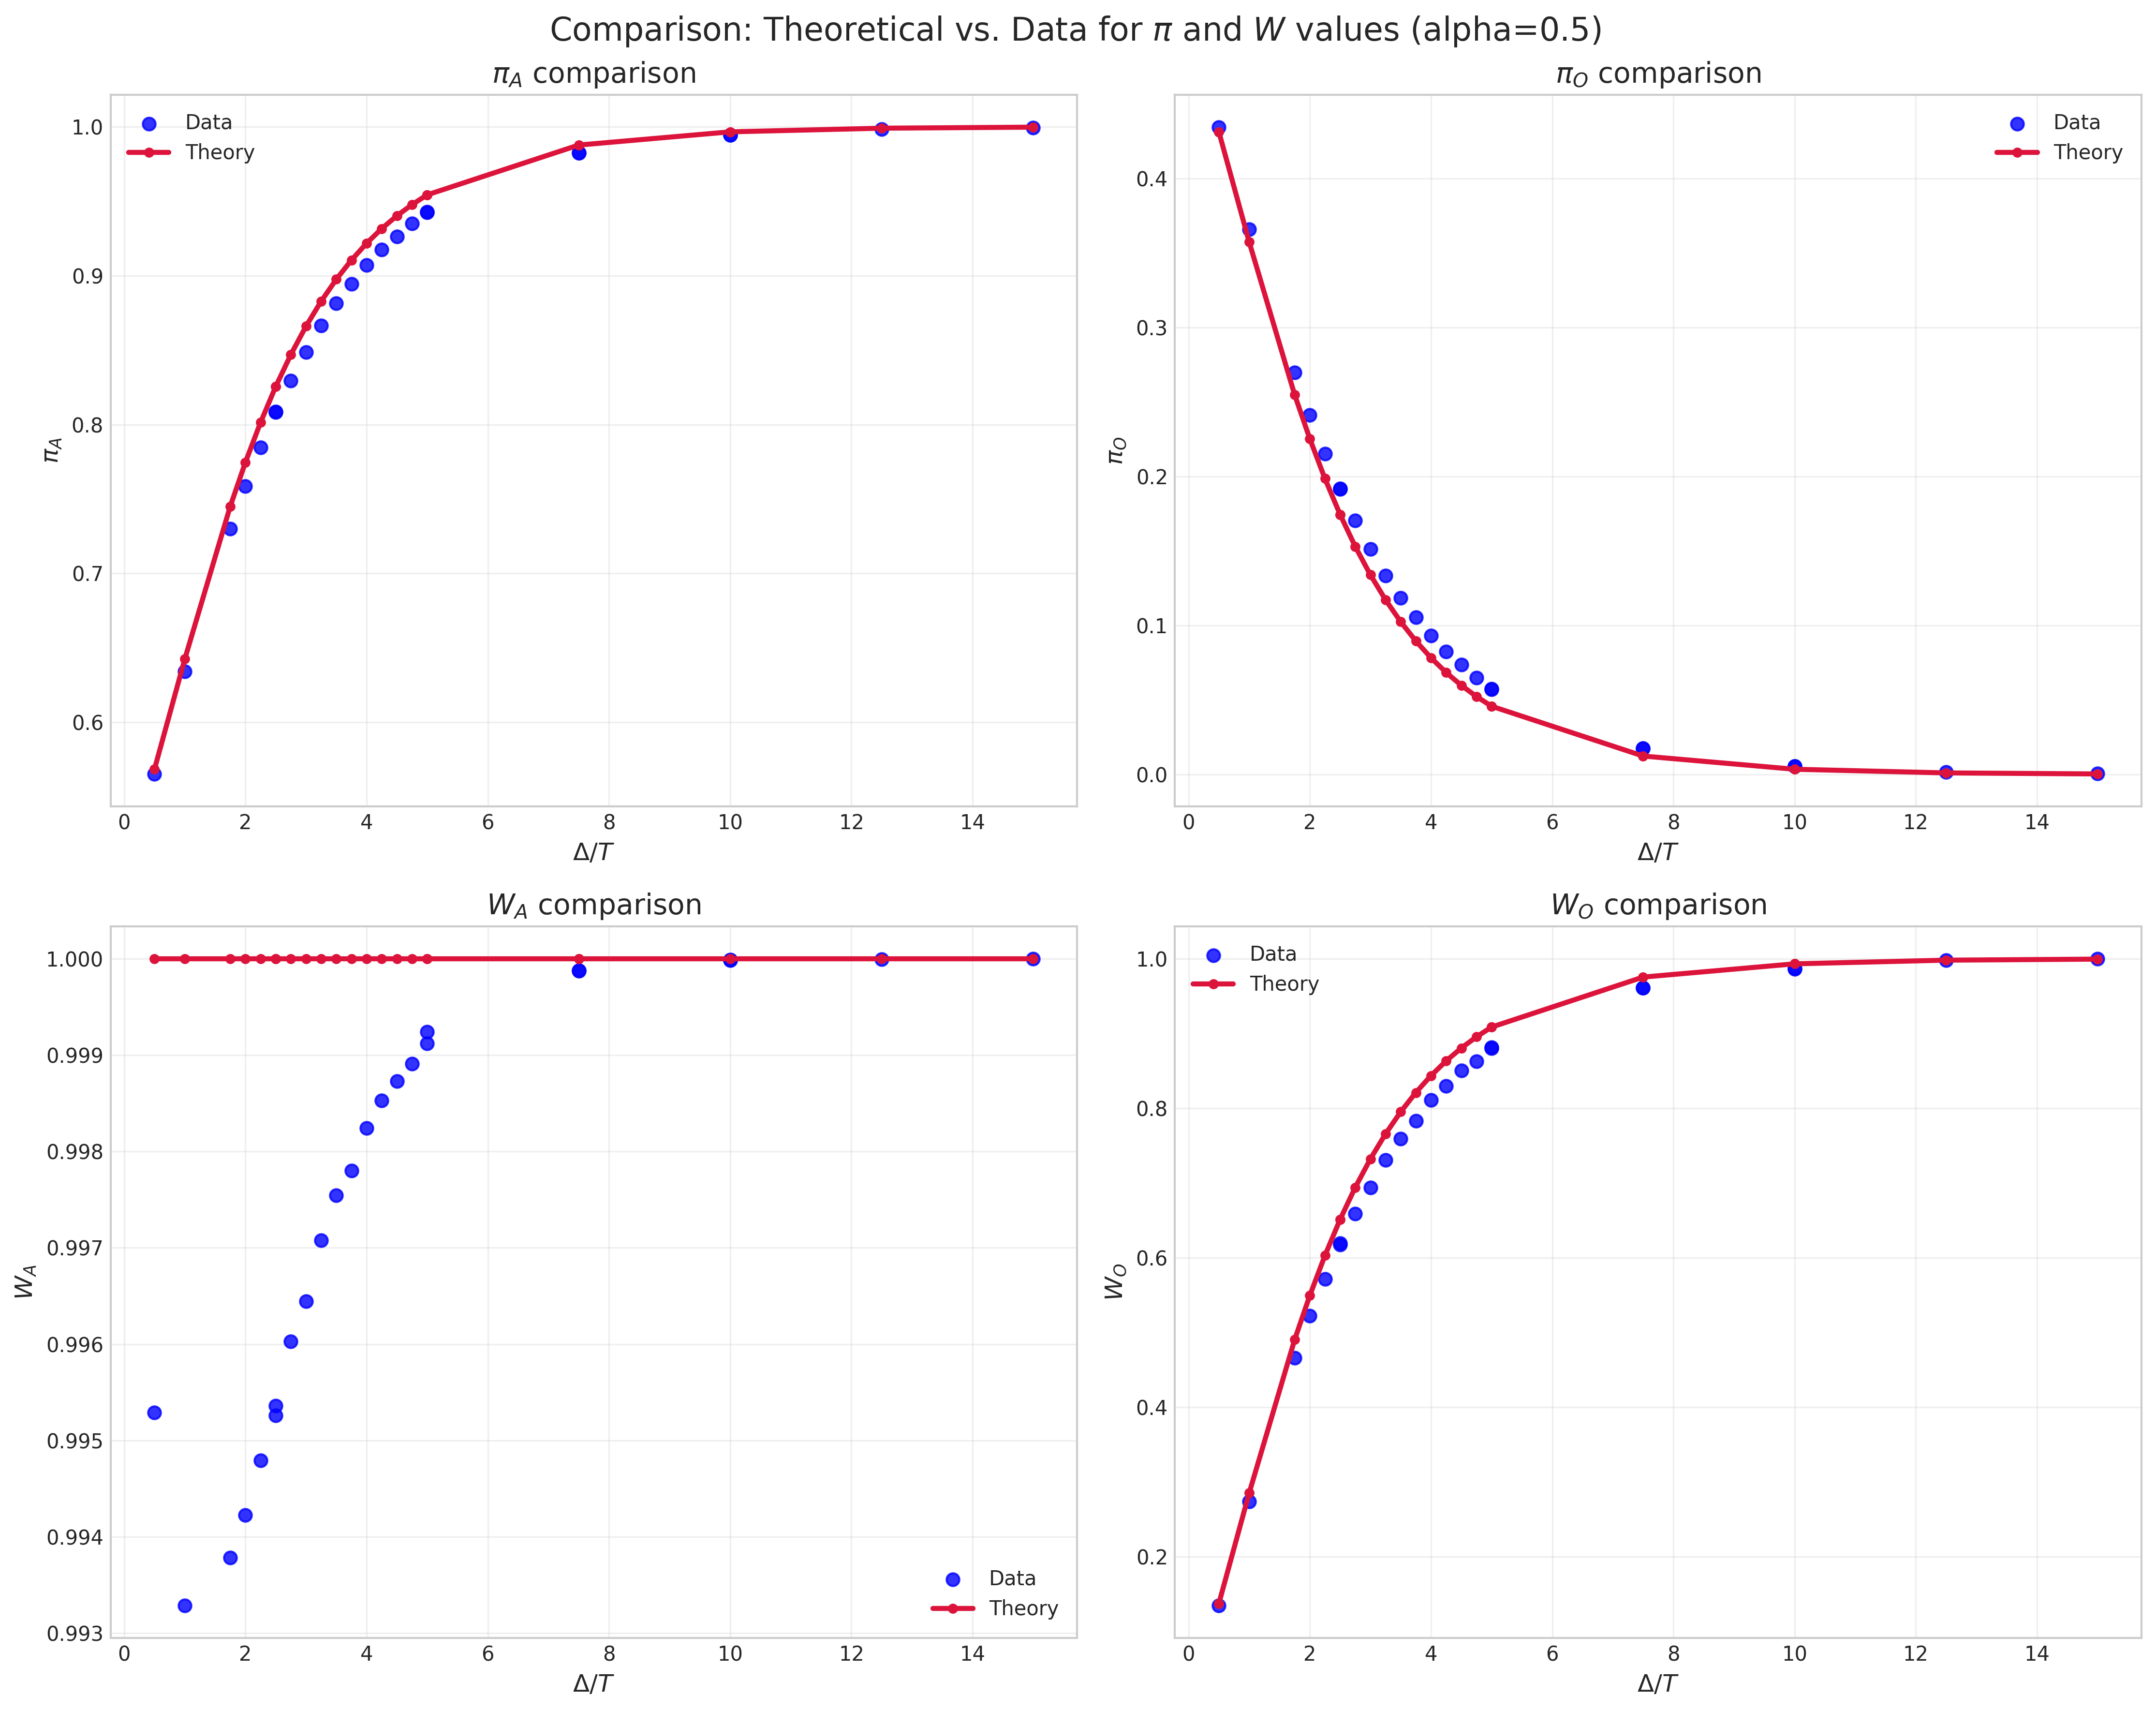 Comparison: Theoretical vs. Data for π and W values (alpha=0.5)
π_A comparison
Data
Theory
1.0
0.9
0.8
0.7
0.6
π_A
0 2 4 6 8 10 12 14
Δ/T
π_O comparison
Data
Theory
0.4
0.3
0.2
0.1
0.0
π_O
0 2 4 6 8 10 12 14
Δ/T
W_A comparison
1.000
0.999
0.998
0.997
0.996
0.995
0.994
0.993
W_A
Data
Theory
0 2 4 6 8 10 12 14
Δ/T
W_O comparison
Data
Theory
1.0
0.8
0.6
0.4
0.2
W_O
0 2 4 6 8 10 12 14
Δ/T